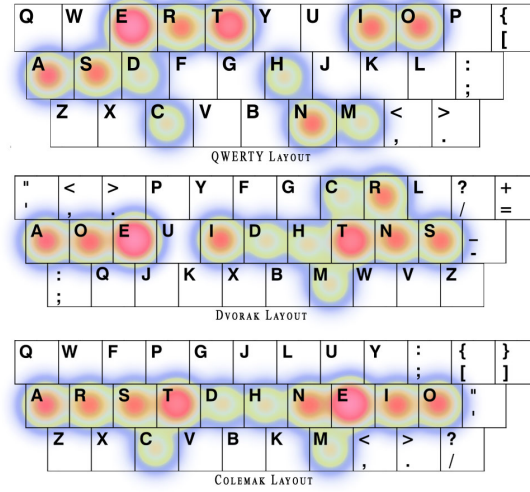 Q W E R T Y U I O P { [
A S D F G H J K L : ;
Z X C V B N M < , > .
QWERTY LAYOUT
" ' < , > . P Y F G C R L ? / + =
A O E U I D H T N S _ -
: ; Q J K X B M W V Z
DVORAK LAYOUT
Q W F P G J L U Y : ; { [ } ]
A R S T D H N E I O " '
Z X C V B K M < , > . ? /
COLEMAK LAYOUT